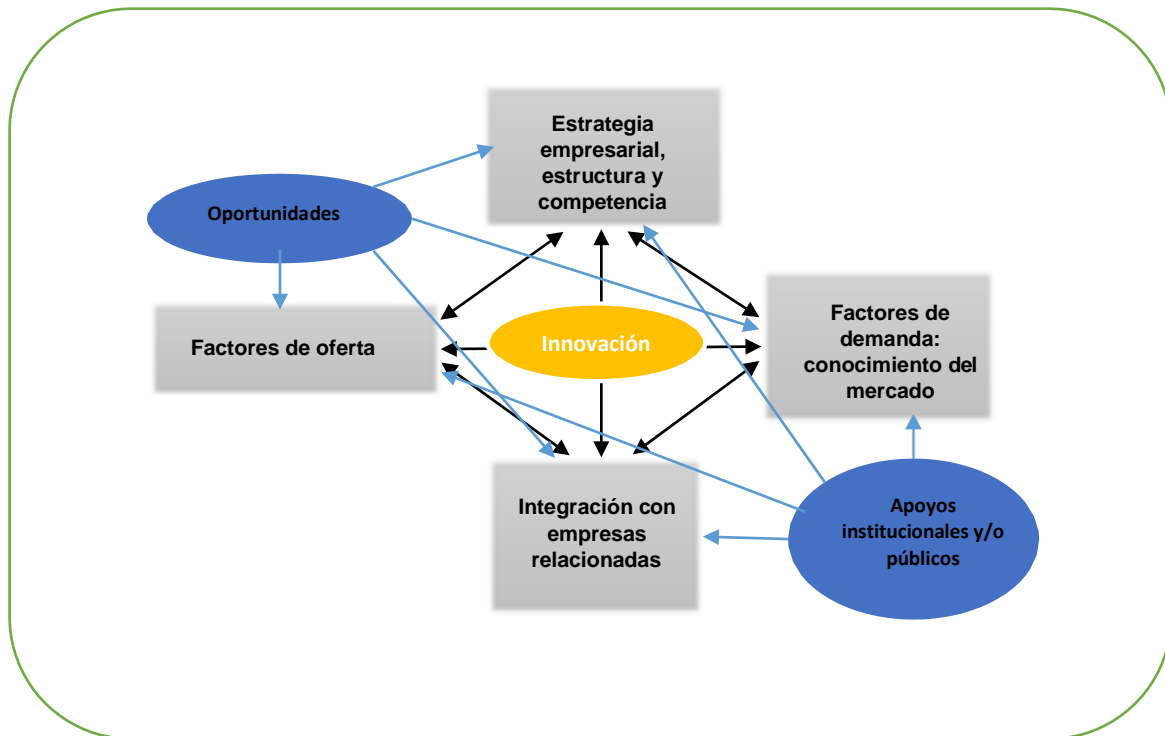 Estrategia
empresarial,
estructura y
competencia
Oportunidades
Factores de oferta
Innovación
Factores de
demanda:
conocimiento del
mercado
Integración con
empresas
relacionadas
Apoyos
institucionales y/o
públicos